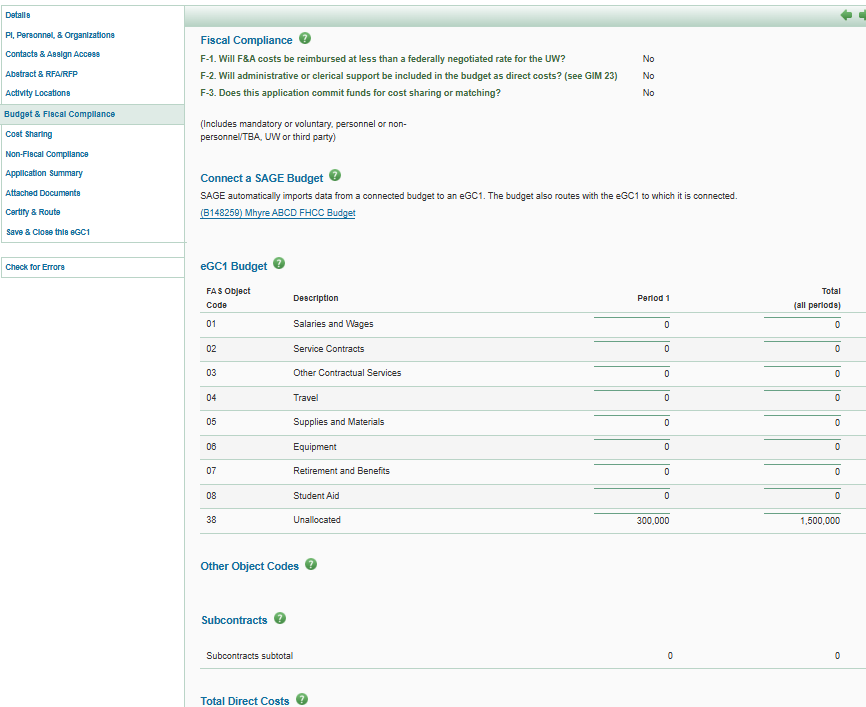 Details
PI, Personnel, & Organizations
Contacts & Assign Access
Abstract & RFA/RFP
Activity Locations
Budget & Fiscal Compliance
Cost Sharing
Non-Fiscal Compliance
Application Summary
Attached Documents
Certify & Route
Save & Close this eGC1
Check for Errors
Fiscal Compliance ?
F-1. Will F&A costs be reimbursed at less than a federally negotiated rate for the UW? No
F-2. Will administrative or clerical support be included in the budget as direct costs? (see GIM 23) No
F-3. Does this application commit funds for cost sharing or matching? No
(Includes mandatory or voluntary, personnel or non-
personnel/TBA, UW or third party)
Connect a SAGE Budget ?
SAGE automatically imports data from a connected budget to an eGC1. The budget also routes with the eGC1 to which it is connected.
(B148259) Mhyre ABCD FHCC Budget
eGC1 Budget ?
FAS Object
Code Description Period 1 Total
(all periods)
01 Salaries and Wages 0 0
02 Service Contracts 0 0
03 Other Contractual Services 0 0
04 Travel 0 0
05 Supplies and Materials 0 0
06 Equipment 0 0
07 Retirement and Benefits 0 0
08 Student Aid 0 0
38 Unallocated 300,000 1,500,000
Other Object Codes ?
Subcontracts ?
Subcontracts subtotal 0 0
Total Direct Costs ?